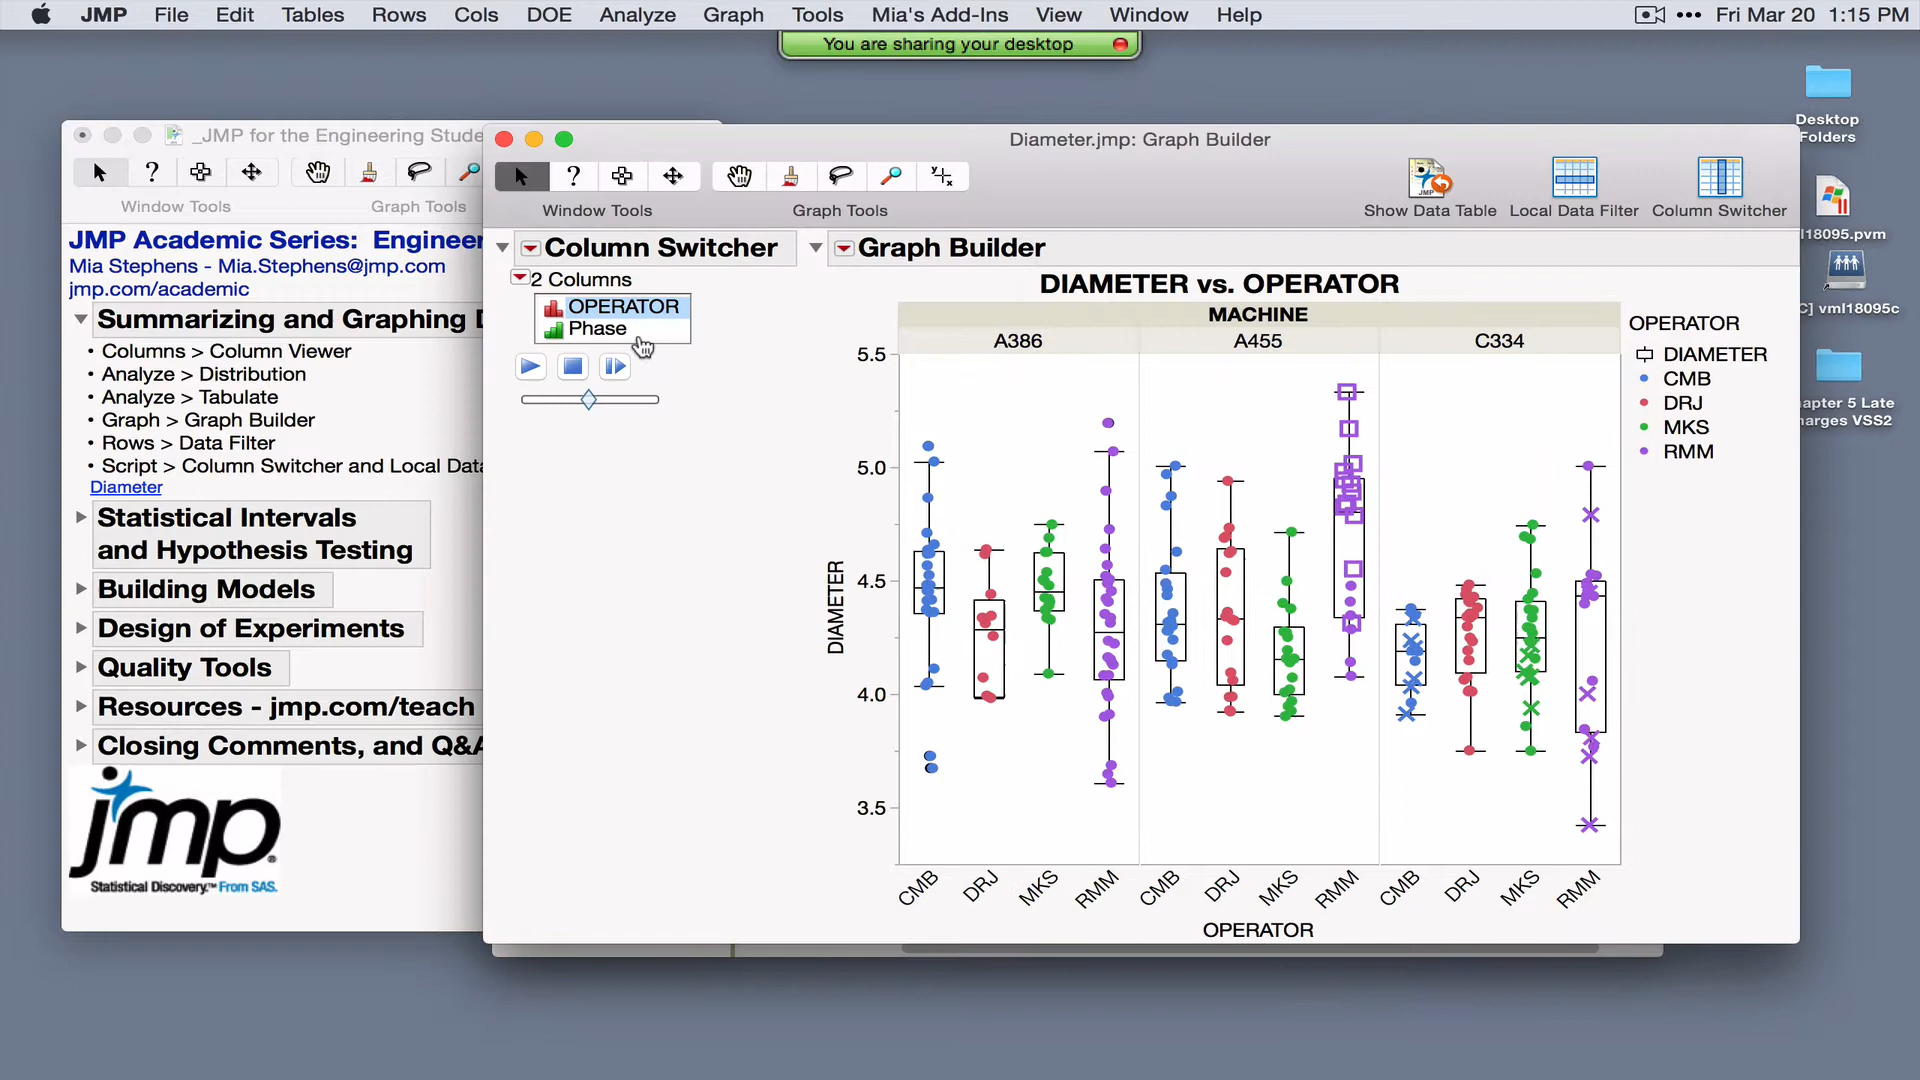 JMP File Edit Tables Rows Cols DOE Analyze Graph Tools Mia's Add-Ins View Window Help Fri Mar 20 1:15 PM
You are sharing your desktop
Desktop
Folders
l18095.pvm
C] vml18095c
apter 5 Late
harges VSS2
_JMP for the Engineering Stude
Window Tools
Graph Tools
JMP Academic Series: Engineer
Mia Stephens - Mia.Stephens@jmp.com
jmp.com/academic
Summarizing and Graphing D
• Columns > Column Viewer
• Analyze > Distribution
• Analyze > Tabulate
• Graph > Graph Builder
• Rows > Data Filter
• Script > Column Switcher and Local Data
Diameter
Statistical Intervals
and Hypothesis Testing
Building Models
Design of Experiments
Quality Tools
Resources - jmp.com/teach
Closing Comments, and Q&A
jmp
Statistical Discovery.™ From SAS.
Diameter.jmp: Graph Builder
Window Tools
Graph Tools
Show Data Table
Local Data Filter
Column Switcher
Column Switcher
2 Columns
OPERATOR
Phase
Graph Builder
DIAMETER vs. OPERATOR
MACHINE
A386 A455 C334
5.5
5.0
4.5
4.0
3.5
DIAMETER
CMB DRJ MKS RMM CMB DRJ MKS RMM CMB DRJ MKS RMM
OPERATOR
OPERATOR
DIAMETER
CMB
DRJ
MKS
RMM